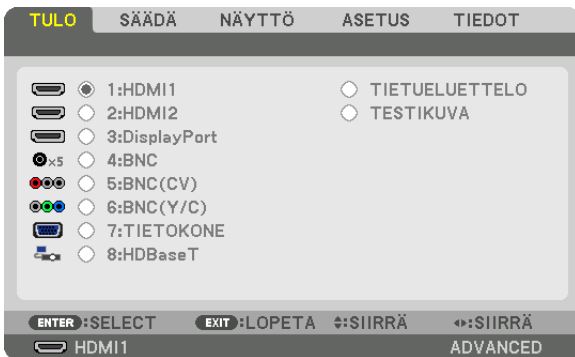 TULO SÄÄDÄ NÄYTTÖ ASETUS TIEDOT
1:HDMI1 TIETUELUETTELO
2:HDMI2 TESTIKUVA
3:DisplayPort
×5 4:BNC
5:BNC(CV)
6:BNC(Y/C)
7:TIETOKONE
8:HDBaseT
ENTER :SELECT EXIT :LOPETA :SIIRRÄ :SIIRRÄ
HDMI1 ADVANCED